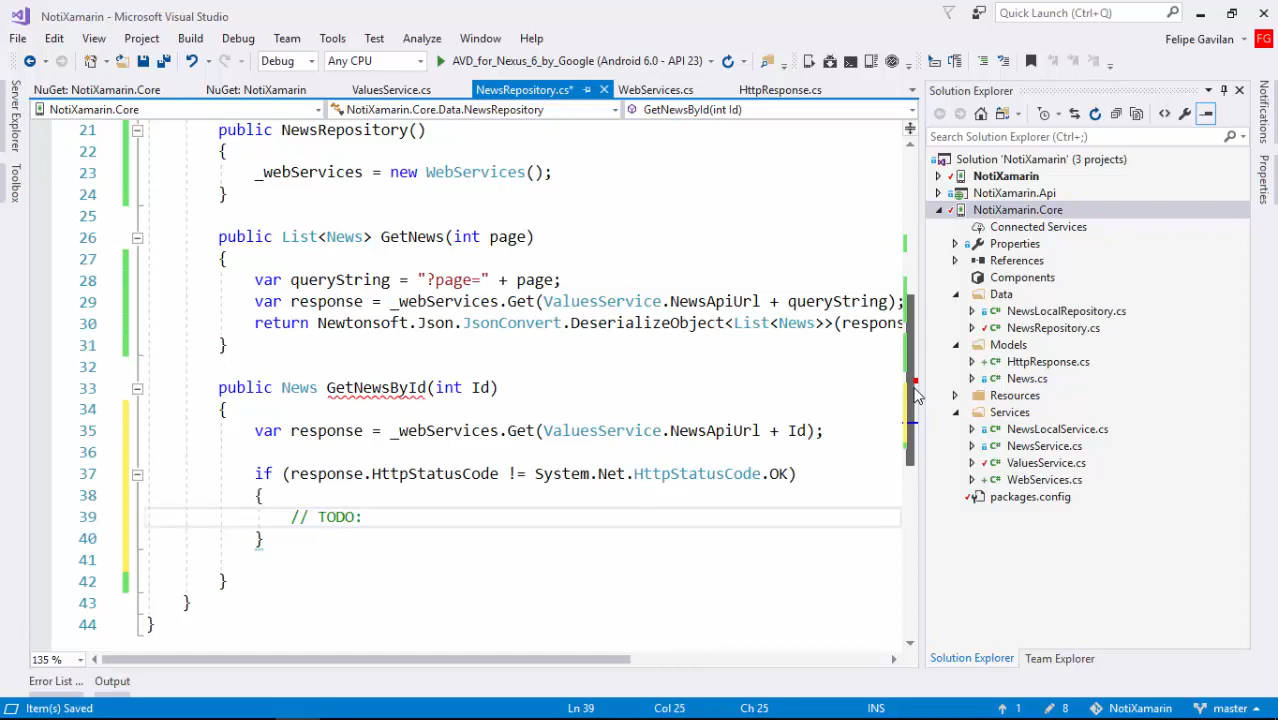 NotiXamarin - Microsoft Visual Studio
Quick Launch (Ctrl+Q)
File Edit View Project Build Debug Team Tools Test Analyze Window Help
Felipe Gavilan FG
Debug Any CPU AVD_for_Nexus_6_by_Google (Android 6.0 - API 23)
Server Explorer
Toolbox
NuGet: NotiXamarin.Core NuGet: NotiXamarin ValuesService.cs NewsRepository.cs* WebServices.cs HttpResponse.cs
NotiXamarin.Core NotiXamarin.Core.Data.NewsRepository GetNewsById(int Id)
21 public NewsRepository()
22 {
23 _webServices = new WebServices();
24 }
25
26 public List<News> GetNews(int page)
27 {
28 var queryString = "?page=" + page;
29 var response = _webServices.Get(ValuesService.NewsApiUrl + queryString);
30 return Newtonsoft.Json.JsonConvert.DeserializeObject<List<News>>(respons
31 }
32
33 public News GetNewsById(int Id)
34 {
35 var response = _webServices.Get(ValuesService.NewsApiUrl + Id);
36
37 if (response.HttpStatusCode != System.Net.HttpStatusCode.OK)
38 {
39 // TODO:
40 }
41
42 }
43 }
44 }
135 %
Solution Explorer
Search Solution Explorer (Ctrl+;)
Solution 'NotiXamarin' (3 projects)
NotiXamarin
NotiXamarin.Api
NotiXamarin.Core
Connected Services
Properties
References
Components
Data
NewsLocalRepository.cs
NewsRepository.cs
Models
HttpResponse.cs
News.cs
Resources
Services
NewsLocalService.cs
NewsService.cs
ValuesService.cs
WebServices.cs
packages.config
Solution Explorer Team Explorer
Notifications
Properties
Error List ... Output
Item(s) Saved Ln 39 Col 25 Ch 25 INS 1 8 NotiXamarin master